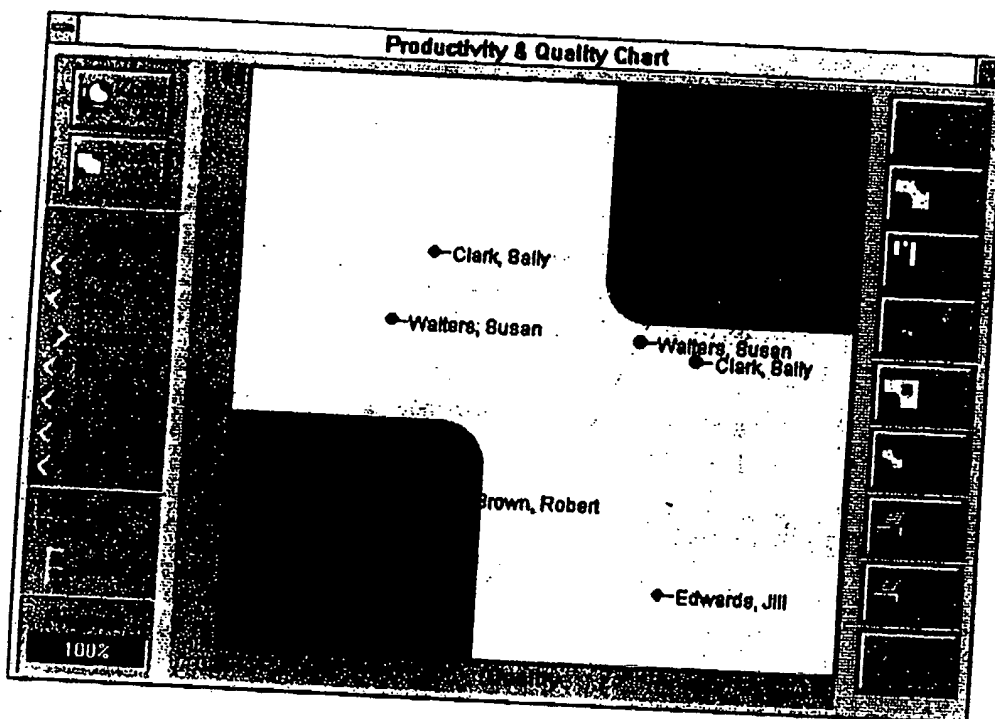 Productivity & Quality Chart
Clark, Sally
Walters, Susan
Walters, Susan
Clark, Sally
Brown, Robert
Edwards, Jill
100%